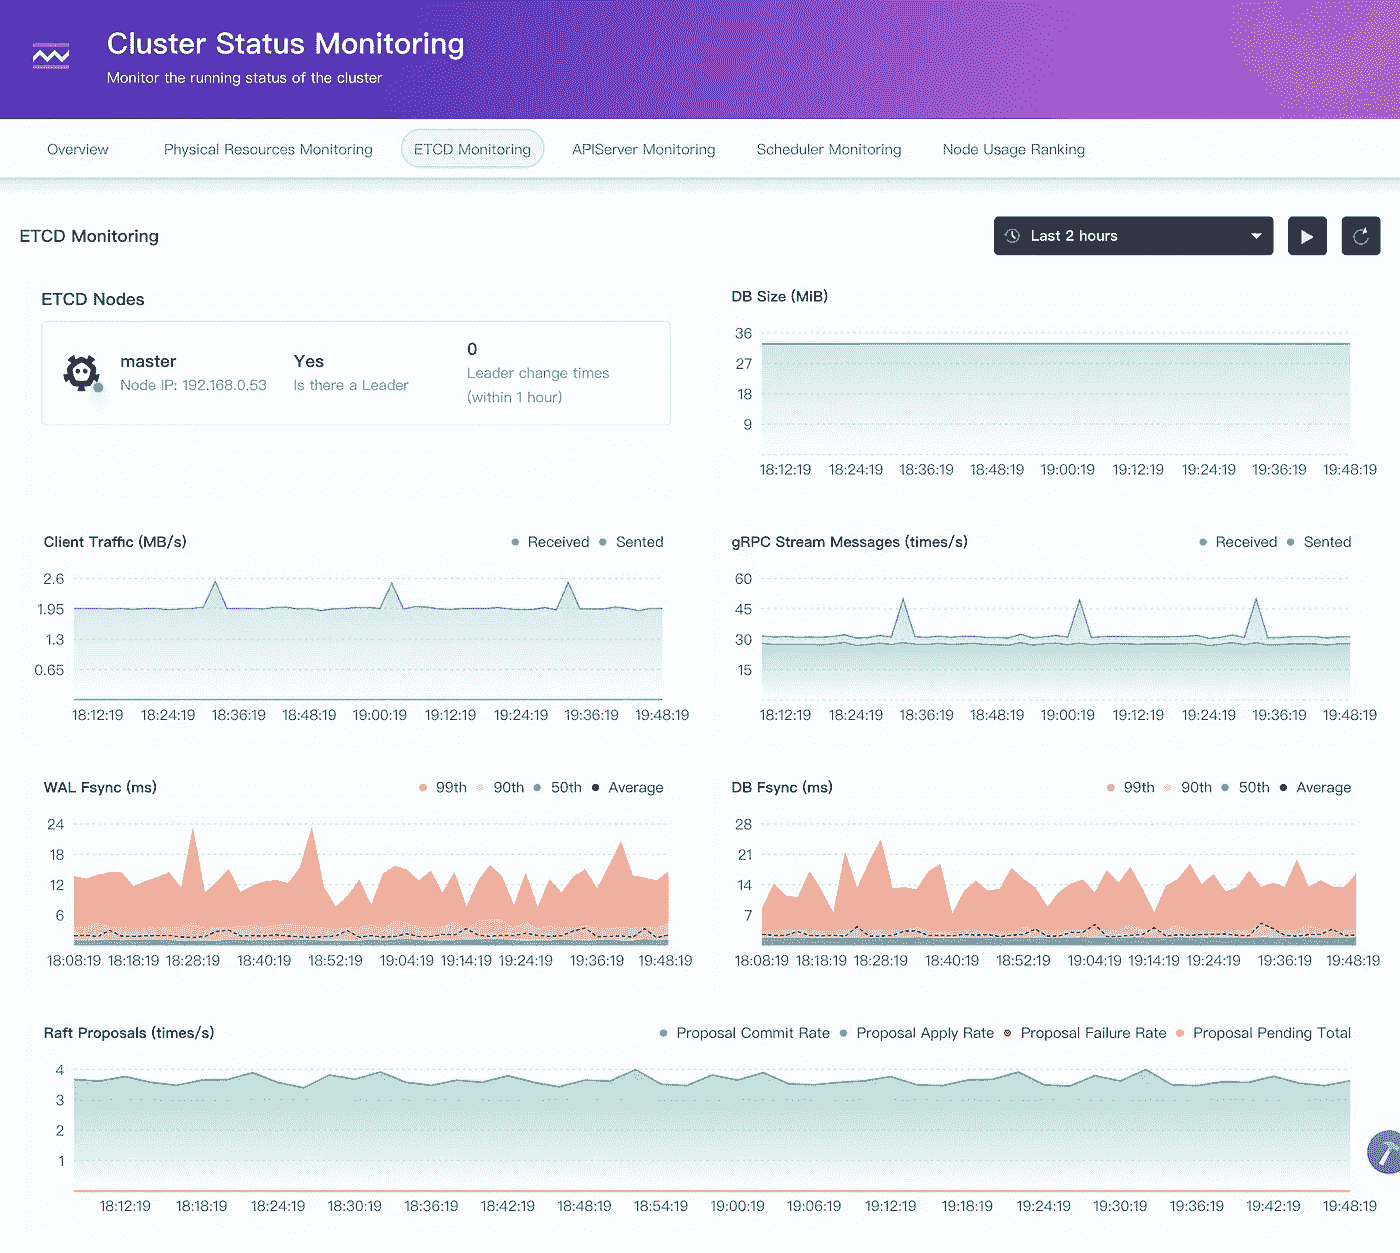 Cluster Status Monitoring
Monitor the running status of the cluster
Overview Physical Resources Monitoring ETCD Monitoring APIServer Monitoring Scheduler Monitoring Node Usage Ranking
ETCD Monitoring
Last 2 hours
ETCD Nodes
master
Node IP: 192.168.0.53
Yes
Is there a Leader
0
Leader change times
(within 1 hour)
DB Size (MiB)
36
27
18
9
18:12:19 18:24:19 18:36:19 18:48:19 19:00:19 19:12:19 19:24:19 19:36:19 19:48:19
Client Traffic (MB/s)
Received Sented
2.6
1.95
1.3
0.65
18:12:19 18:24:19 18:36:19 18:48:19 19:00:19 19:12:19 19:24:19 19:36:19 19:48:19
gRPC Stream Messages (times/s)
Received Sented
60
45
30
15
18:12:19 18:24:19 18:36:19 18:48:19 19:00:19 19:12:19 19:24:19 19:36:19 19:48:19
WAL Fsync (ms)
99th 90th 50th Average
24
18
12
6
18:08:19 18:18:19 18:28:19 18:40:19 18:52:19 19:04:19 19:14:19 19:24:19 19:36:19 19:48:19
DB Fsync (ms)
99th 90th 50th Average
28
21
14
7
18:08:19 18:18:19 18:28:19 18:40:19 18:52:19 19:04:19 19:14:19 19:24:19 19:36:19 19:48:19
Raft Proposals (times/s)
Proposal Commit Rate Proposal Apply Rate Proposal Failure Rate Proposal Pending Total
4
3
2
1
18:12:19 18:18:19 18:24:19 18:30:19 18:36:19 18:42:19 18:48:19 18:54:19 19:00:19 19:06:19 19:12:19 19:18:19 19:24:19 19:30:19 19:36:19 19:42:19 19:48:19